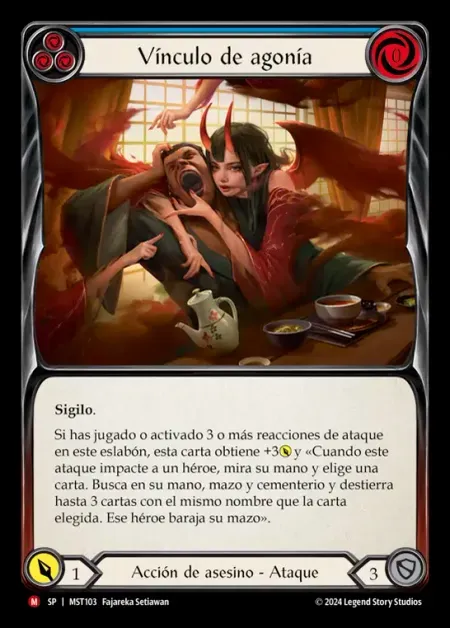 Vínculo de agonía
0
Sigilo.
Si has jugado o activado 3 o más reacciones de ataque
en este eslabón, esta carta obtiene +3 y «Cuando este
ataque impacte a un héroe, mira su mano y elige una
carta. Busca en su mano, mazo y cementerio y destierra
hasta 3 cartas con el mismo nombre que la carta
elegida. Ese héroe baraja su mazo».
1
Acción de asesino - Ataque
3
M SP | MST103 Fajareka Setiawan
© 2024 Legend Story Studios